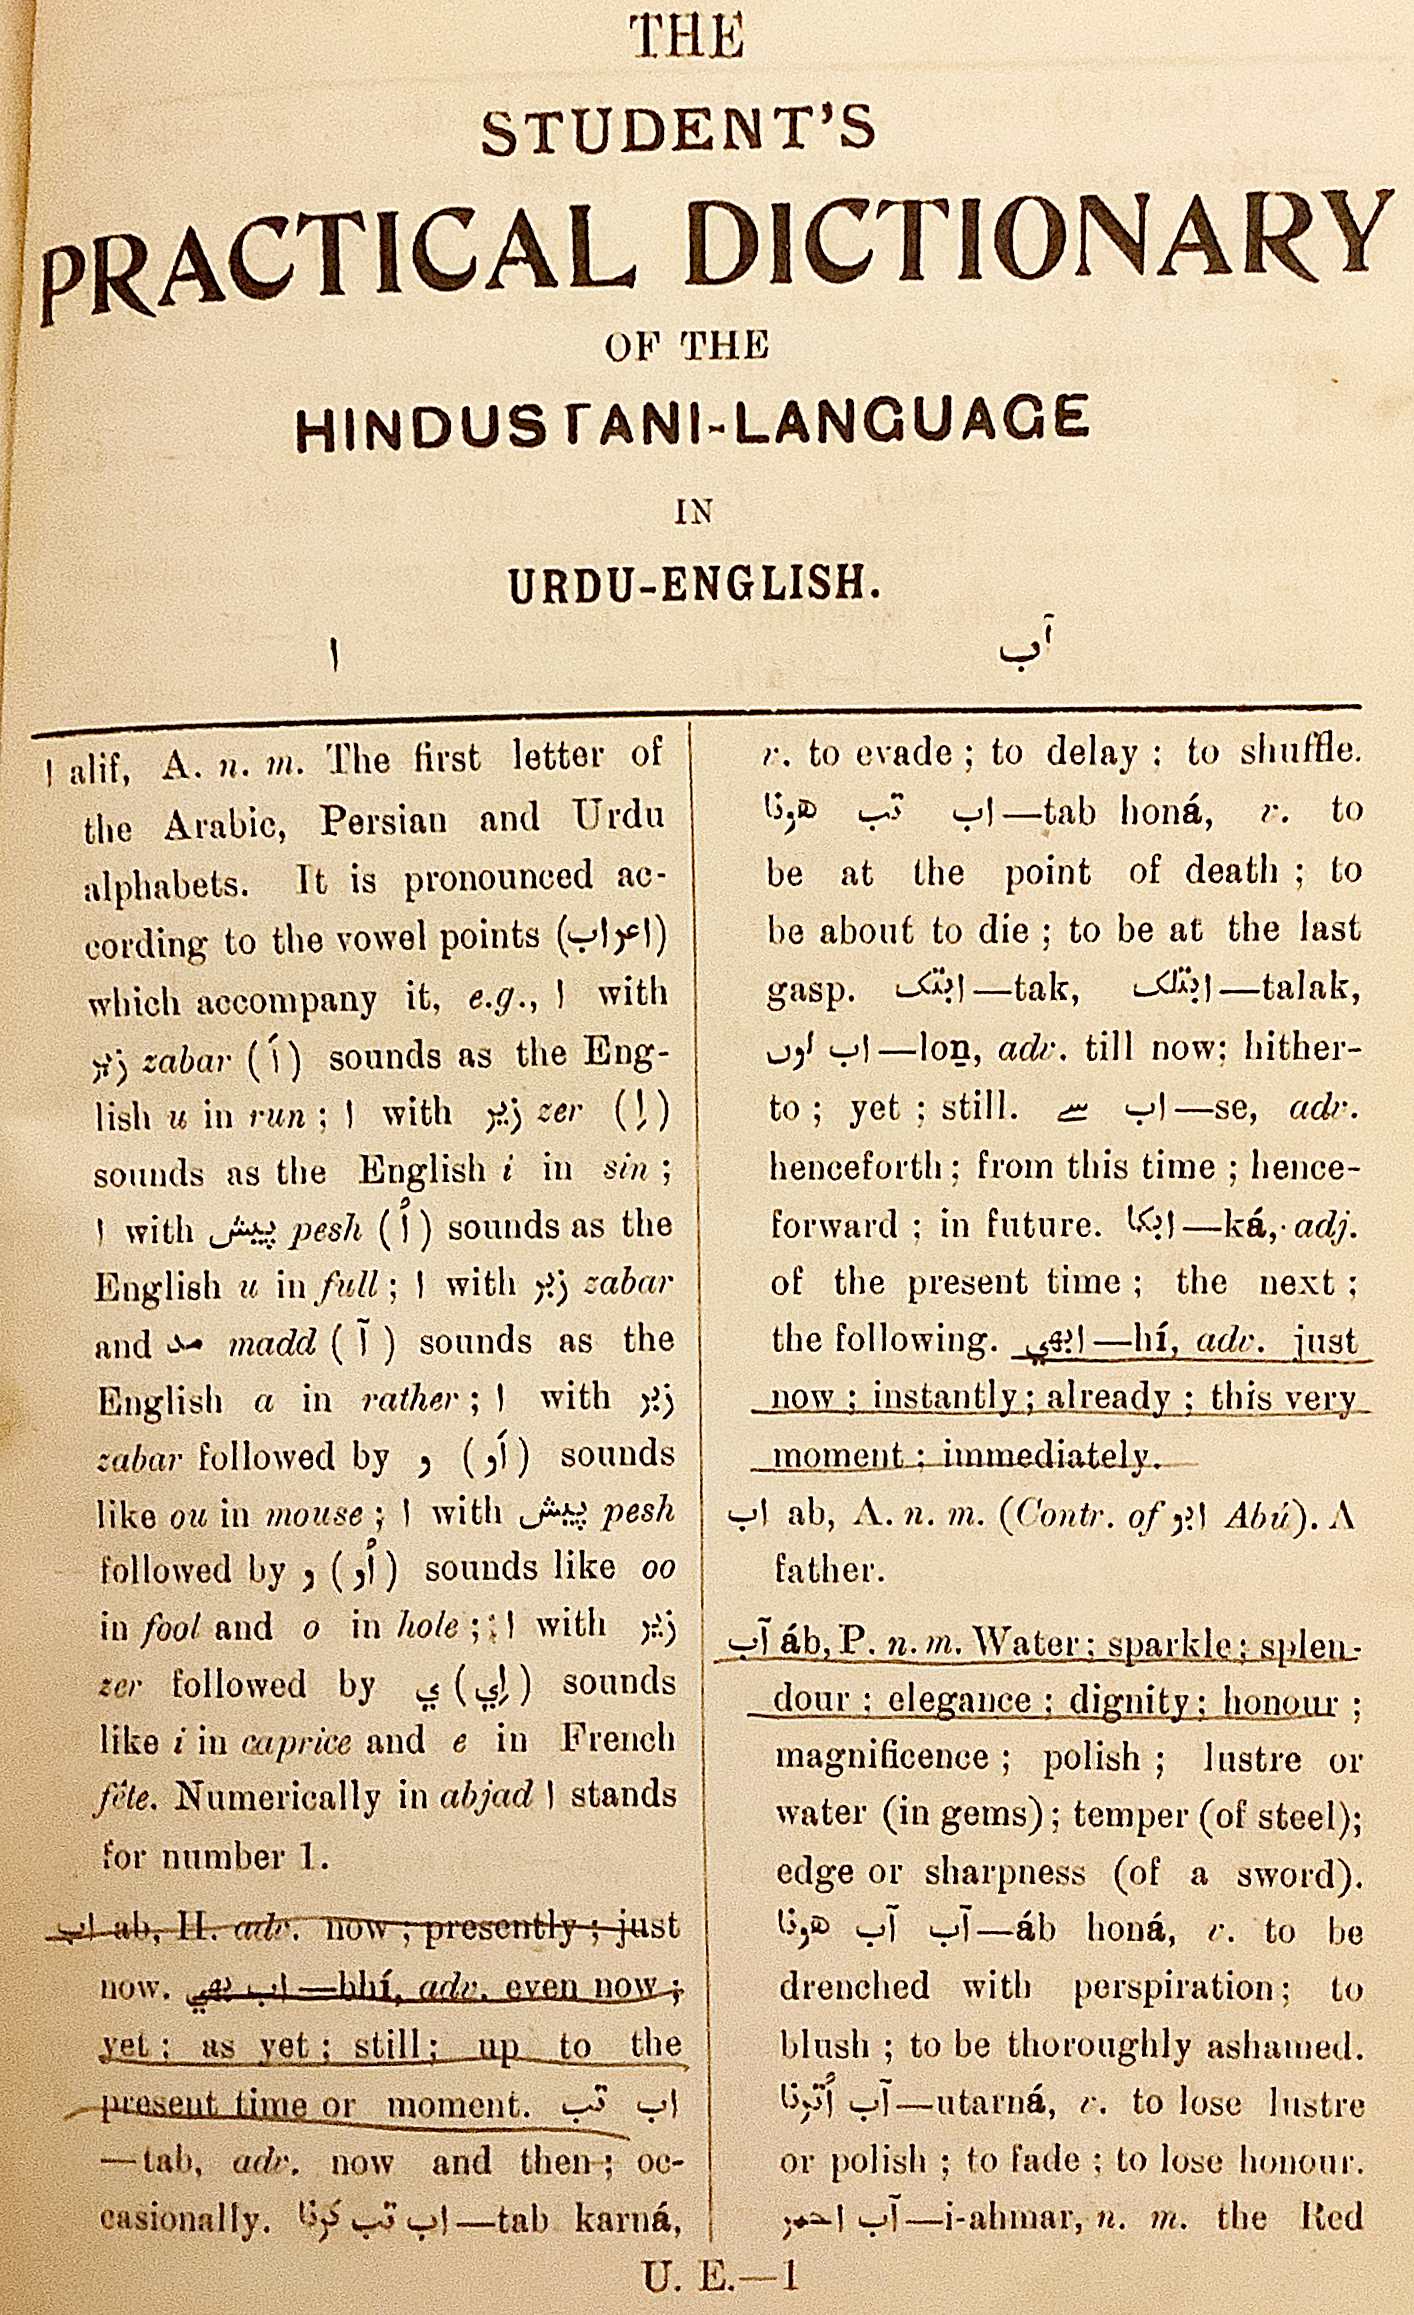 THE
STUDENT'S
PRACTICAL DICTIONARY
OF THE
HINDUSTANI-LANGUAGE
IN
URDU-ENGLISH.
ا
آب
ا alif, A. n. m. The first letter of
the Arabic, Persian and Urdu
alphabets. It is pronounced ac-
cording to the vowel points (اعراب)
which accompany it, e.g., ا with
زبر zabar (اَ) sounds as the Eng-
lish u in run ; ا with زير zer (اِ)
sounds as the English i in sin ;
ا with پيش pesh (اُ) sounds as the
English u in full ; ا with زبر zabar
and مد madd (آ) sounds as the
English a in rather ; ا with زبر
zabar followed by و (اَو) sounds
like ou in mouse ; ا with پيش pesh
followed by و (اُو) sounds like oo
in fool and o in hole ; ا with زير
zer followed by ي (اِي) sounds
like i in caprice and e in French
fête. Numerically in abjad ا stands
for number 1.
اب ab, H. adv. now ; presently ; just
now. اب بهي—bhí, adv. even now ;
yet ; as yet ; still ; up to the
present time or moment. اب تب
—tab, adv. now and then ; oc-
casionally. اب تب كرنا—tab karná,
v. to evade ; to delay ; to shuffle.
اب تب هونا—tab honá, v. to
be at the point of death ; to
be about to die ; to be at the last
gasp. ابتك—tak, ابتلك—talak,
اب لوں—loṉ, adv. till now; hither-
to ; yet ; still. اب سے—se, adv.
henceforth ; from this time ; hence-
forward ; in future. ابكا—ká, adj.
of the present time ; the next ;
the following. ابهي—hí, adv. just
now ; instantly ; already ; this very
moment ; immediately.
اب ab, A. n. m. (Contr. of ابو Abú). A
father.
آب áb, P. n. m. Water ; sparkle ; splen-
dour ; elegance ; dignity ; honour ;
magnificence ; polish ; lustre or
water (in gems) ; temper (of steel);
edge or sharpness (of a sword).
آب آب هونا—áb honá, v. to be
drenched with perspiration; to
blush ; to be thoroughly ashamed.
آب اُترنا—utarná, v. to lose lustre
or polish ; to fade ; to lose honour.
آب احمر—i-ahmar, n. m. the Red
U. E.—1